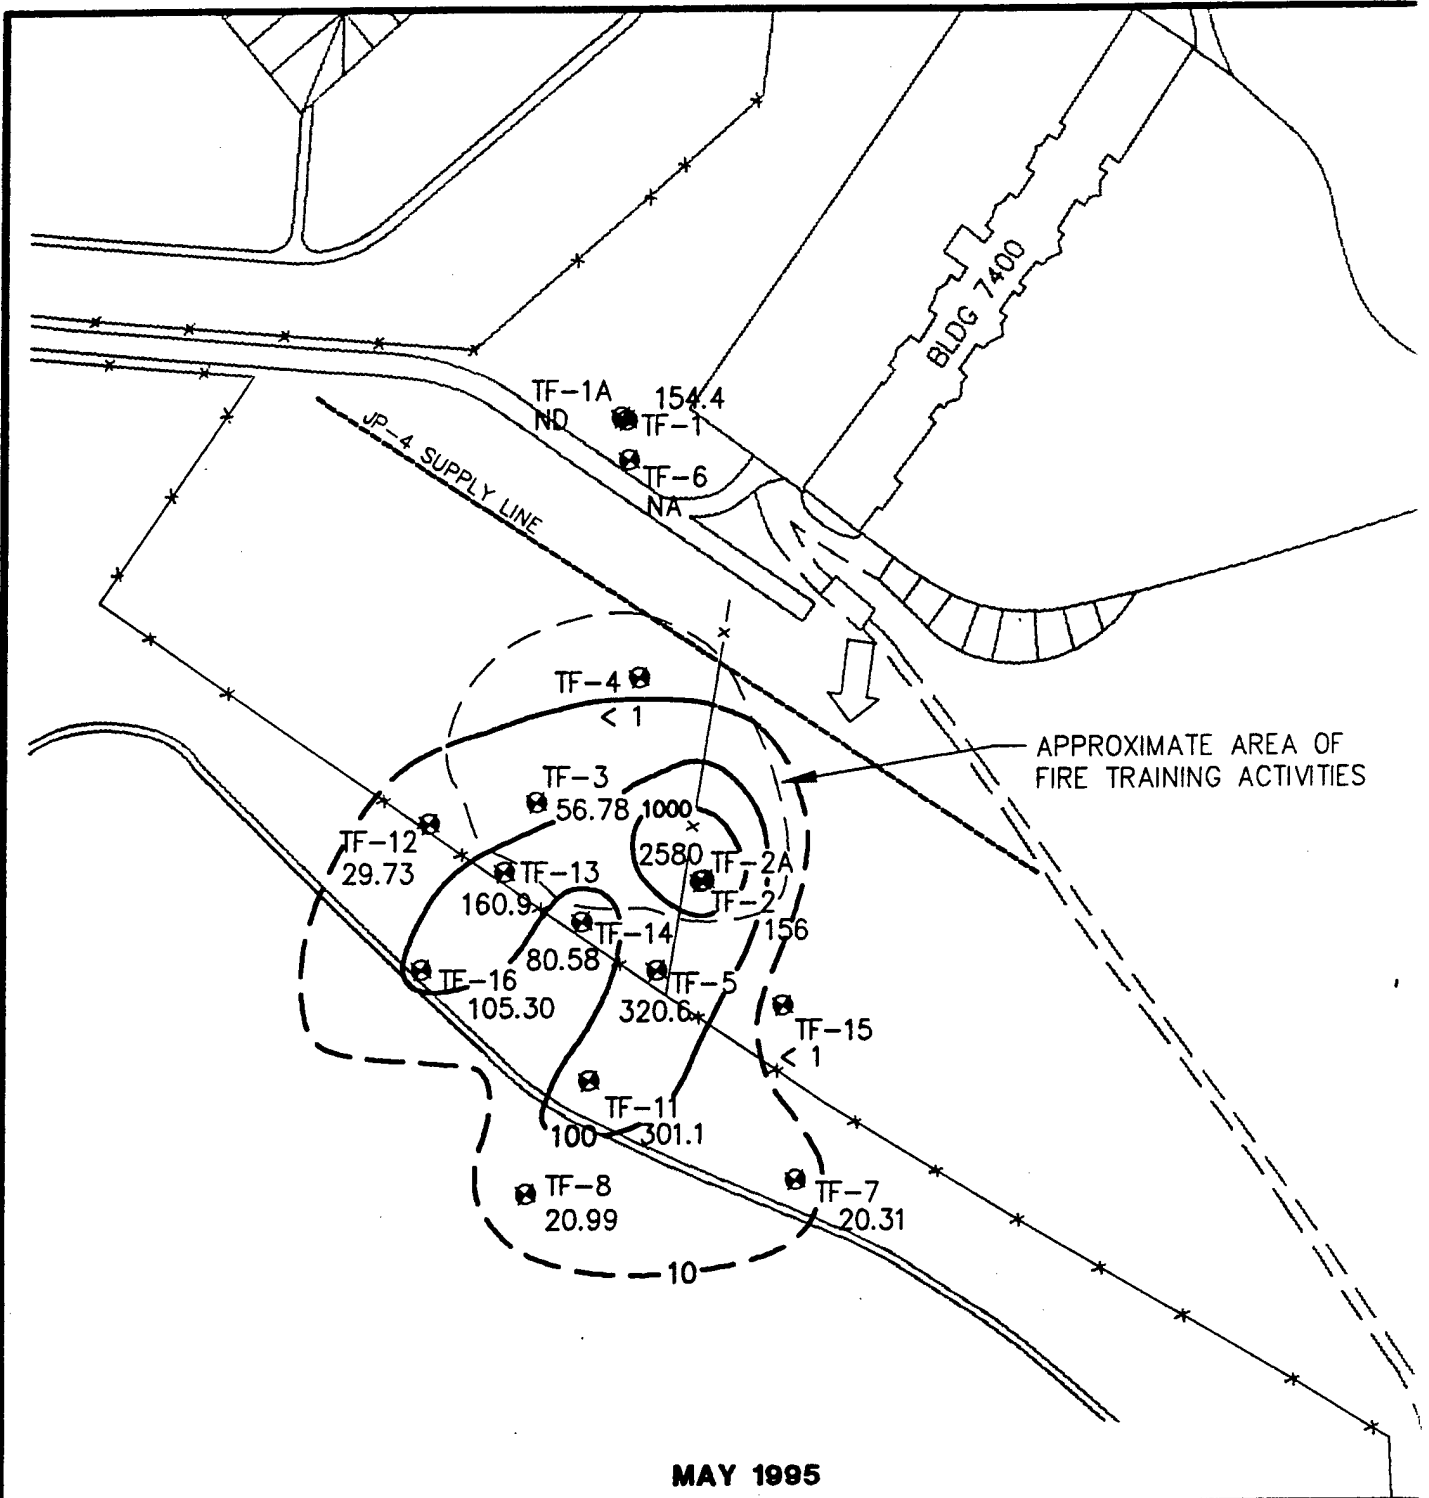 BLDG 7400
TF-1A
154.4
ND
TF-1
TF-6
NA
JP-4 SUPPLY LINE
TF-4
< 1
APPROXIMATE AREA OF
FIRE TRAINING ACTIVITIES
TF-3
56.78
1000
TF-12
29.73
2580
TF-2A
TF-2
156
TF-13
160.9
TF-14
80.58
TF-16
105.30
TF-5
320.6
TF-15
< 1
TF-11
301.1
100
TF-8
20.99
TF-7
20.31
10
MAY 1995